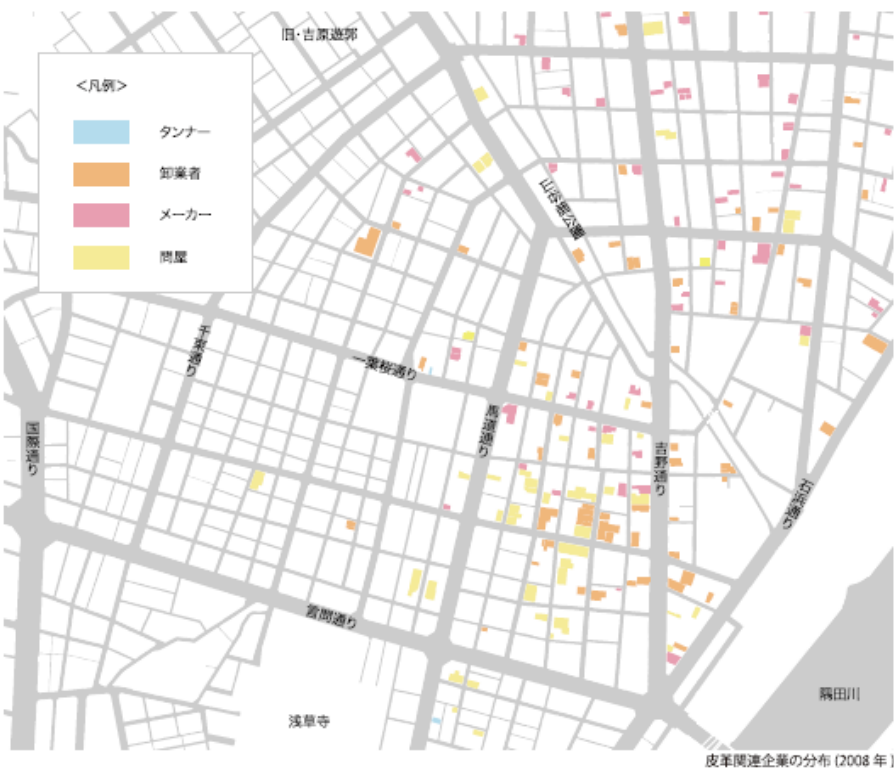 旧・吉原遊郭
<凡例>
タンナー
卸業者
メーカー
問屋
山谷堀公園
千束通り
一葉桜通り
馬道通り
国際通り
吉野通り
石浜通り
言問通り
隅田川
浅草寺
皮革関連企業の分布 (2008 年)